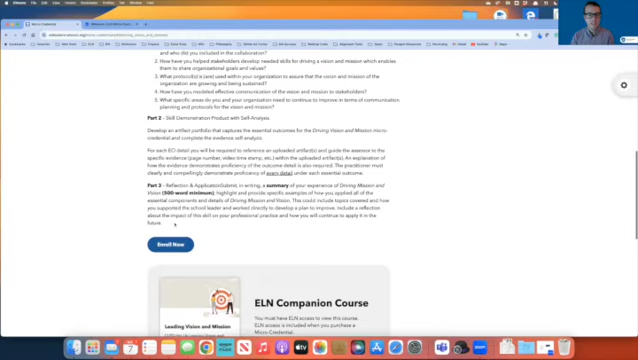 Micro-Credential
and who did you included in the collaboration?
2. How have you helped stakeholders develop needed skills for driving a vision and mission which enables
them to share organizational goals and values?
3. What protocol(s) is (are) used within your organization to assure that the vision and mission of the
organization are growing and being sustained?
4. How have you modeled effective communication of the vision and mission to stakeholders?
5. What specific areas do you and your organization need to continue to improve in terms of communication
planning and protocols for the vision and mission?
Part 2 - Skill Demonstration Product with Self-Analysis.
Develop an artifact portfolio that captures the essential outcomes for the Driving Vision and Mission micro-
credential and complete the evidence self analysis.
For each EO detail you will be required to reference an uploaded artifact(s) and guide the assessor to the
specific evidence (page number, video time stamp, etc.) within the uploaded artifact(s). An explanation of
how the evidence demonstrates proficiency of the outcome detail is also required. The practitioner must
clearly and compellingly demonstrate proficiency of every detail under each essential outcome.
Part 3 - Reflection & ApplicationSubmit, in writing, a summary of your experience of Driving Mission and
Vision (500-word minimum); highlight and provide specific examples of how you applied all of the
essential components and details of Driving Mission and Vision. This could include topics covered and how
you supported the school leader and worked directly to develop a plan to improve. Include a reflection
about the impact of this skill on your professional practice and how you will continue to apply it in the
future.
Enroll Now
Leading Vision and Mission
ELN Companion Course
You must have ELN access to view this course.
ELN access is included when you purchase a
Micro-Credential.